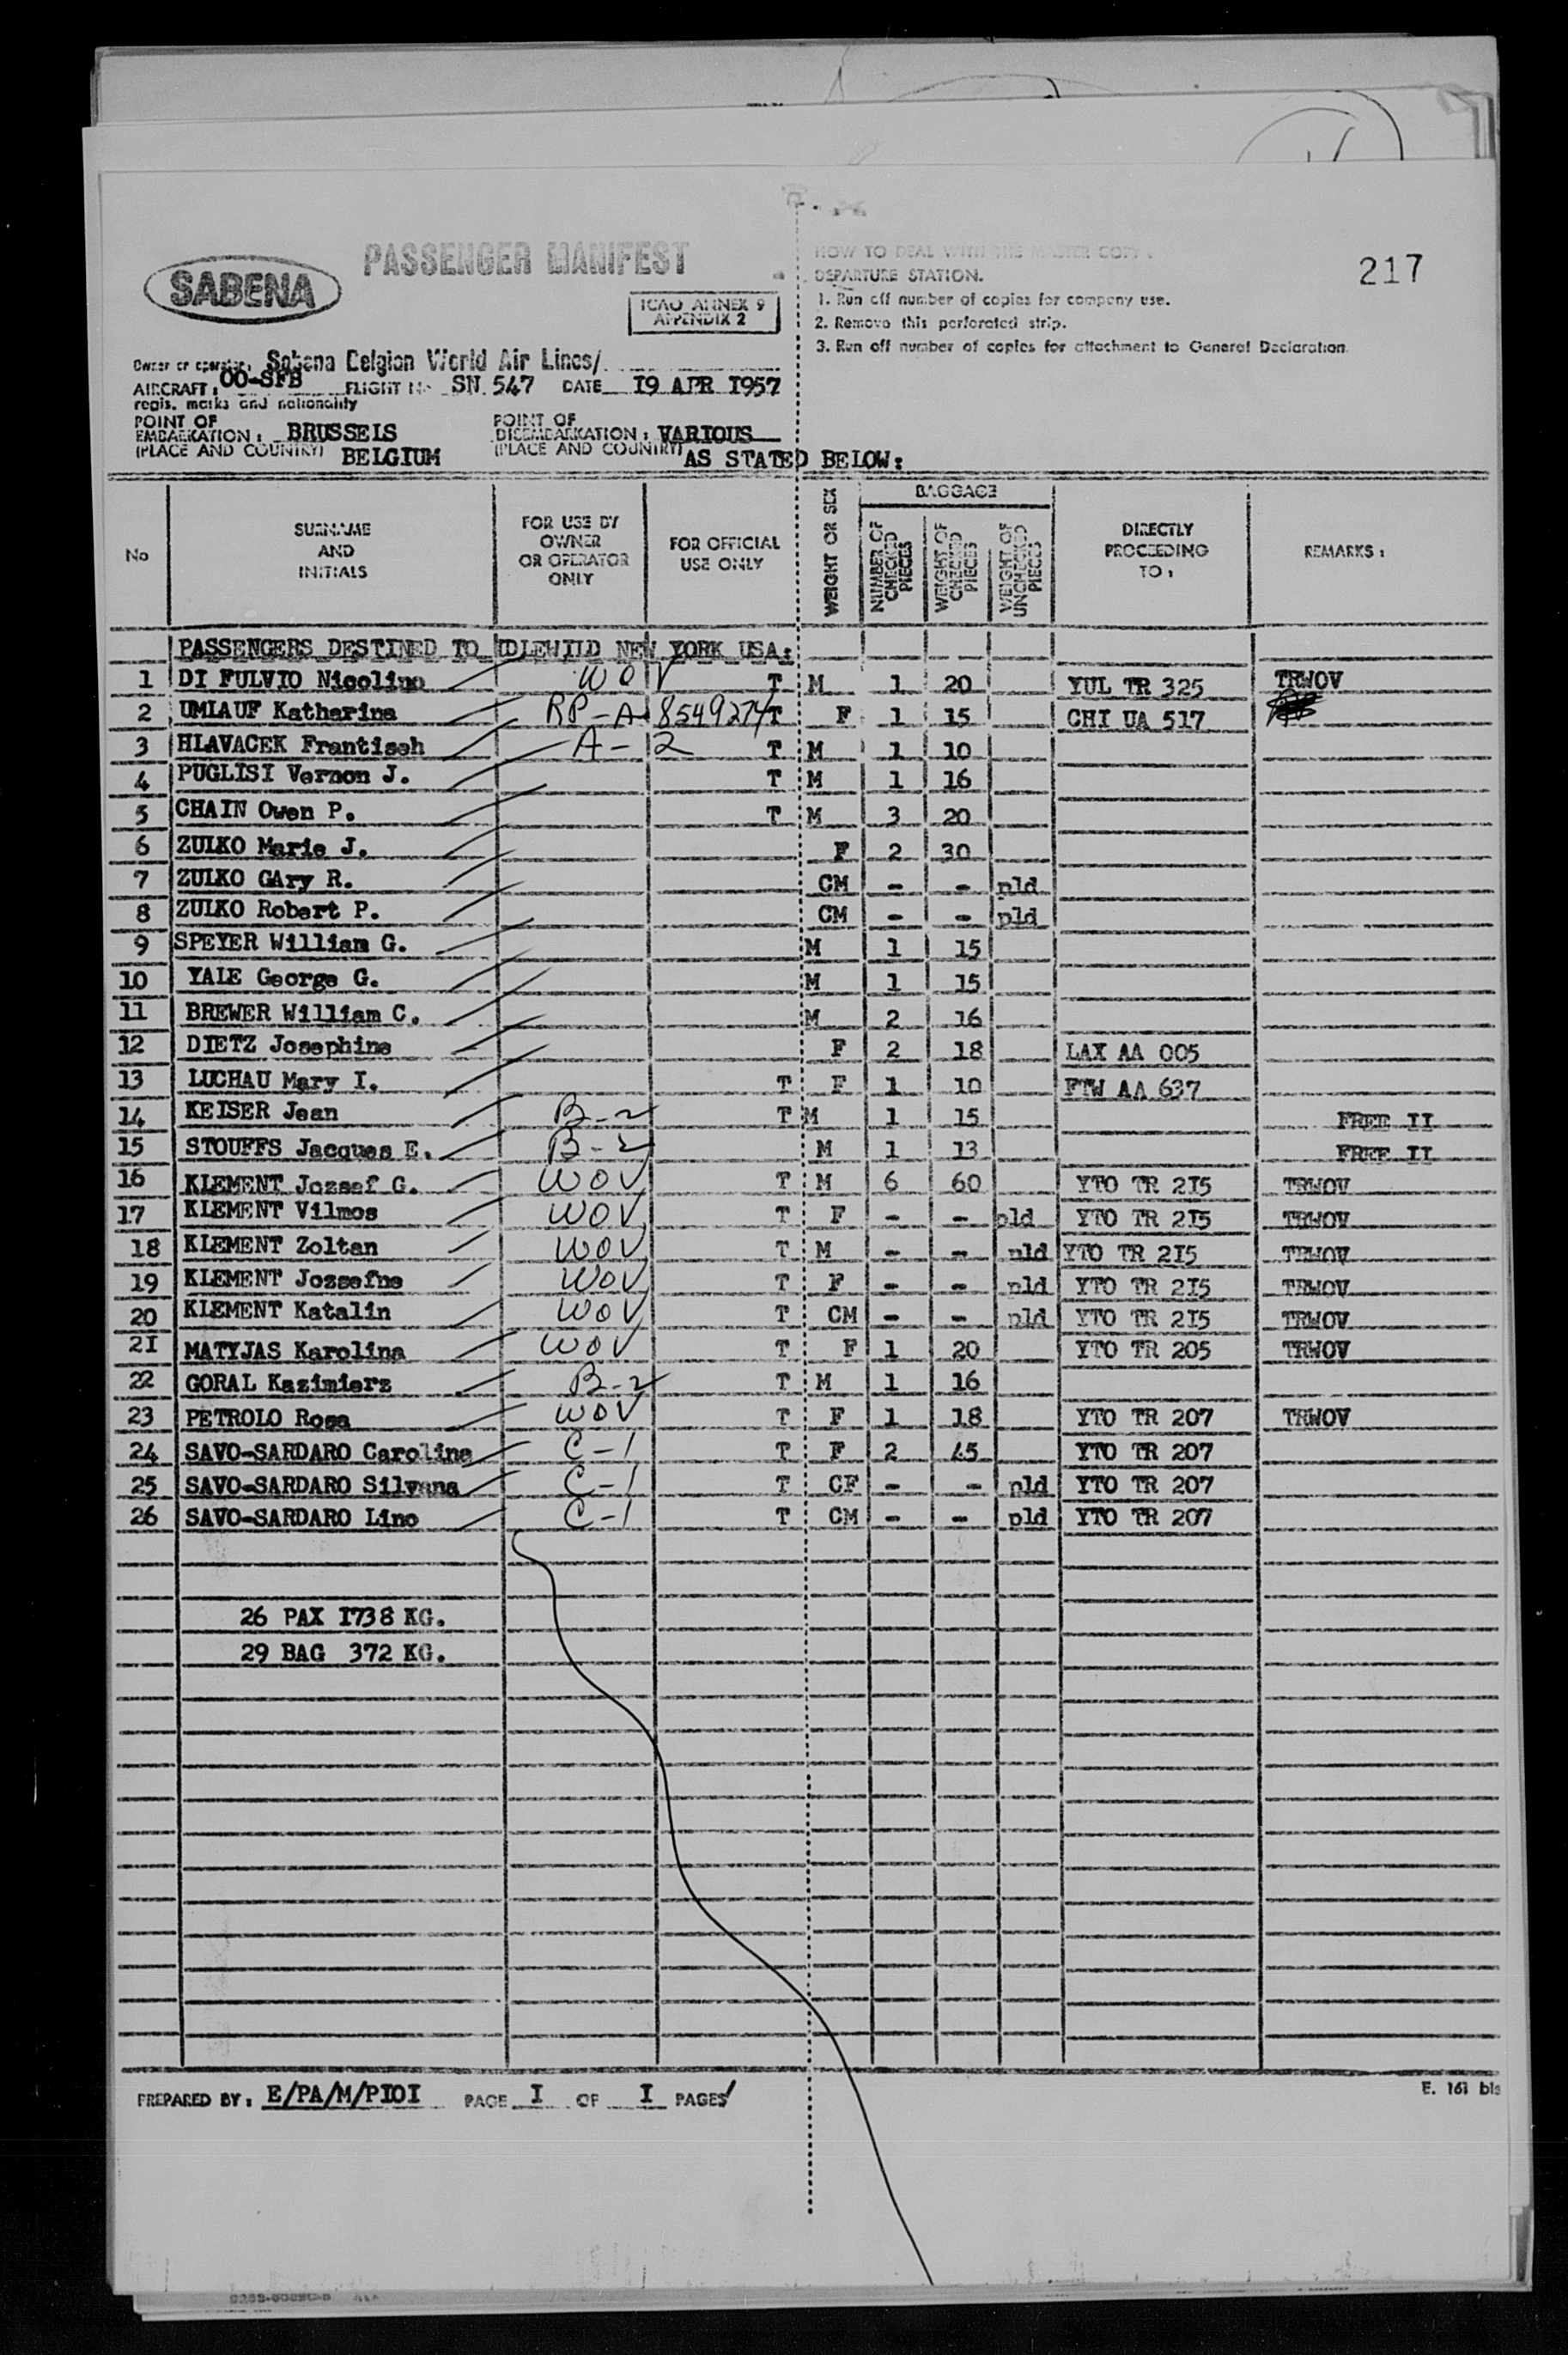 PASSENGER MANIFEST
SABENA
ICAO ANNEX 9
APPENDIX 2
HOW TO DEAL WITH THE MASTER COPY
DEPARTURE STATION.
1. Run off number of copies for company use.
2. Remove this perforated strip.
3. Run off number of copies for attachment to General Declaration.
217
Owner or operator: Sabena Belgian World Air Lines/
AIRCRAFT: OO-SFB FLIGHT No SN 547 DATE 19 APR 1957
regis. marks and nationality
POINT OF EMBARKATION: BRUSSELS
(PLACE AND COUNTRY) BELGIUM
POINT OF DISEMBARKATION: VARIOUS
(PLACE AND COUNTRY) AS STATED BELOW:
No SURNAME AND INITIALS FOR USE BY OWNER OR OPERATOR ONLY FOR OFFICIAL USE ONLY WEIGHT OR SEX BAGGAGE NUMBER OF CHECKED PIECES WEIGHT OF CHECKED PIECES WEIGHT OF UNCHECKED PIECES DIRECTLY PROCEEDING TO: REMARKS:
PASSENGERS DESTINED TO IDLEWILD NEW YORK USA:
1 DI FULVIO Nicolino WOV T M 1 20 YUL TR 325 TRWOV
2 UMLAUF Katharina RP-A 8549274 T F 1 15 CHI UA 517
3 HLAVACEK Frantiseh A-2 T M 1 10
4 PUGLISI Vernon J. T M 1 16
5 CHAIN Owen P. T M 3 20
6 ZULKO Marie J. F 2 30
7 ZULKO GAry R. CM - - pld
8 ZULKO Robert P. CM - - pld
9 SPEYER William G. M 1 15
10 YALE George G. M 1 15
11 BREWER William C. M 2 16
12 DIETZ Josephine F 2 18 LAX AA 005
13 LUCHAU Mary I. T F 1 10 FTW AA 637
14 KEISER Jean B-2 T M 1 15 FREE II
15 STOUFFS Jacques E. B-2 M 1 13 FREE II
16 KLEMENT Jozsef G. WOV T M 6 60 YTO TR 2I5 TRWOV
17 KLEMENT Vilmos WOV T F - - pld YTO TR 2I5 TRWOV
18 KLEMENT Zoltan WOV T M - - pld YTO TR 2I5 TRWOV
19 KLEMENT Jozsefne WOV T F - - pld YTO TR 2I5 TRWOV
20 KLEMENT Katalin WOV T CM - - pld YTO TR 2I5 TRWOV
2I MATYJAS Karolina WOV T F 1 20 YTO TR 205 TRWOV
22 GORAL Kazimierz B-2 T M 1 16
23 PETROLO Rosa WOV T F 1 18 YTO TR 207 TRWOV
24 SAVO-SARDARO Carolina C-1 T F 2 45 YTO TR 207
25 SAVO-SARDARO Silvana C-1 T CF - - pld YTO TR 207
26 SAVO-SARDARO Lino C-1 T CM - - pld YTO TR 207
26 PAX I738 KG.
29 BAG 372 KG.
PREPARED BY: E/PA/M/PIOI PAGE I OF I PAGES
E. 161 bis